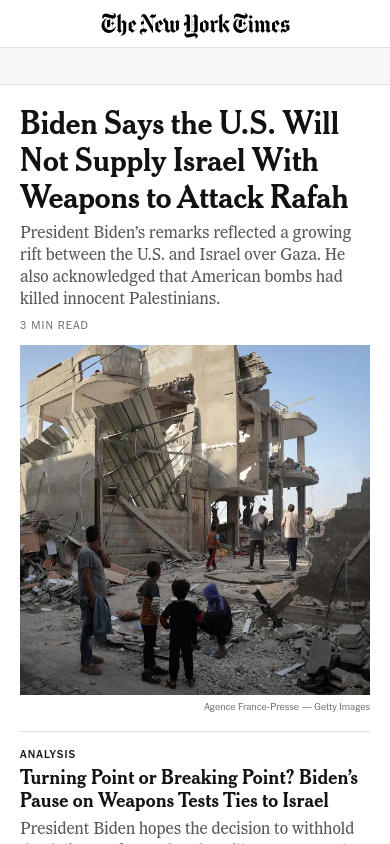 The New York Times
Biden Says the U.S. Will
Not Supply Israel With
Weapons to Attack Rafah
President Biden’s remarks reflected a growing
rift between the U.S. and Israel over Gaza. He
also acknowledged that American bombs had
killed innocent Palestinians.
3 MIN READ
Agence France-Presse — Getty Images
ANALYSIS
Turning Point or Breaking Point? Biden’s
Pause on Weapons Tests Ties to Israel
President Biden hopes the decision to withhold